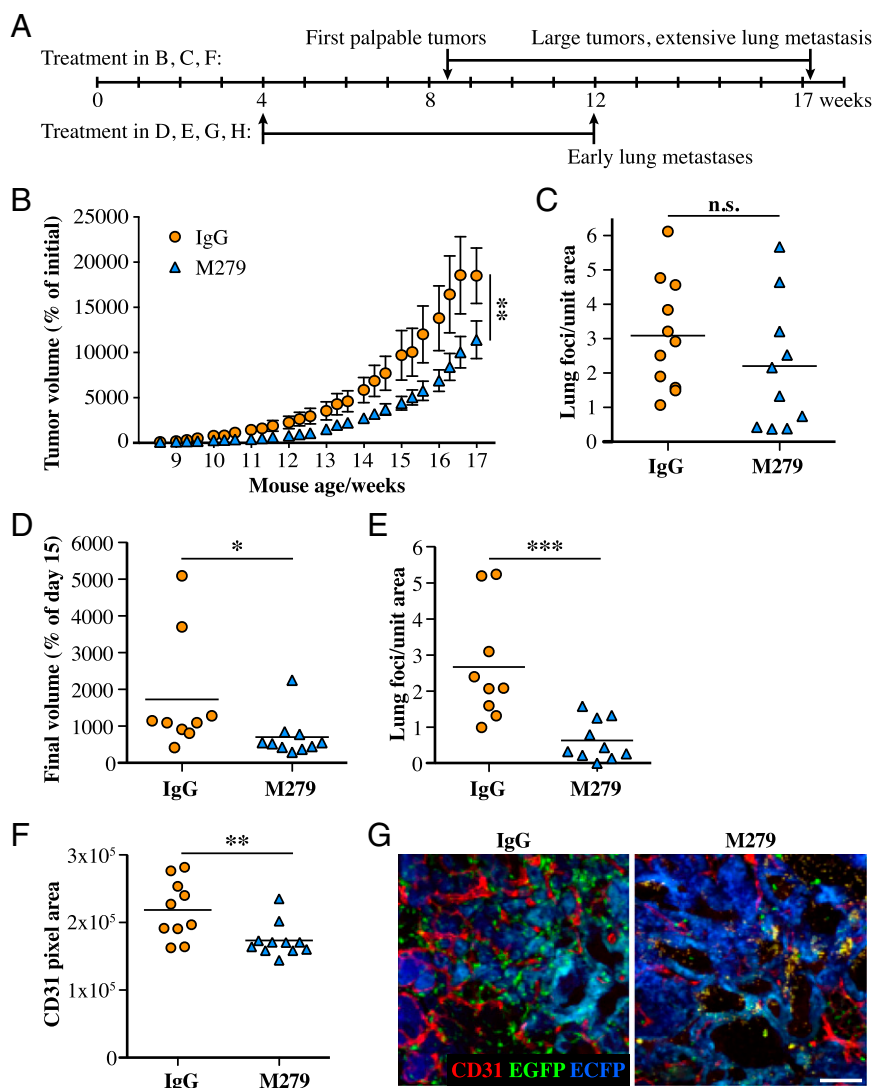 A
First palpable tumors
Large tumors, extensive lung metastasis
Treatment in B, C, F:
0 4 8 12 17 weeks
Treatment in D, E, G, H:
Early lung metastases
B
Tumor volume (% of initial)
25000
20000
15000
10000
5000
0
IgG
M279
**
9 10 11 12 13 14 15 16 17
Mouse age/weeks
C
n.s.
Lung foci/unit area
6
5
4
3
2
1
0
IgG M279
D
Final volume (% of day 15)
6000
5000
4000
3000
2000
1000
0
*
IgG M279
E
Lung foci/unit area
6
5
4
3
2
1
0
***
IgG M279
F
CD31 pixel area
3x10⁵
2x10⁵
1x10⁵
0
**
IgG M279
G
IgG M279
CD31 EGFP ECFP